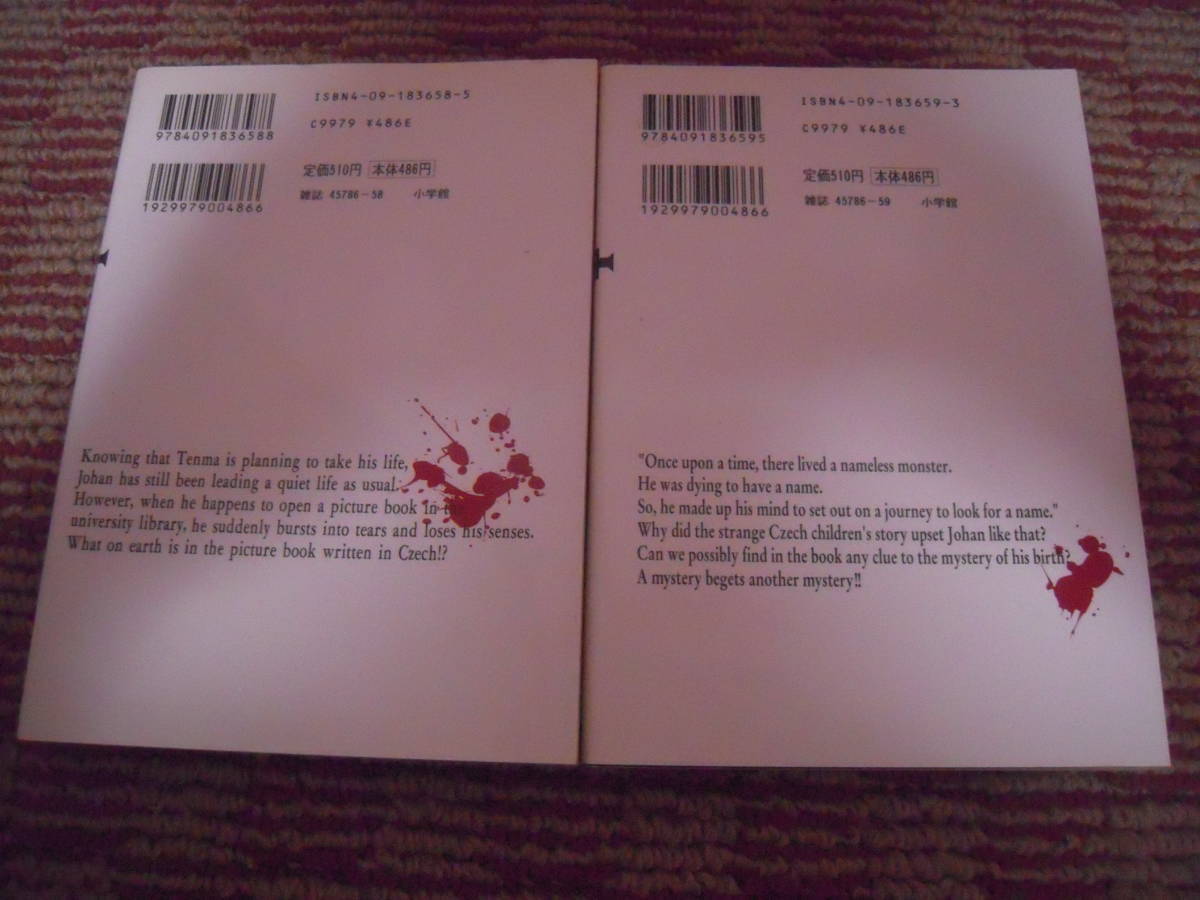 ISBN4-09-183658-5
9784091836588
C9979 ¥486E
定価510円 本体486円
1929979004866
雑誌 45786-58 小学館
Knowing that Tenma is planning to take his life,
Johan has still been leading a quiet life as usual.
However, when he happens to open a picture book in the
university library, he suddenly bursts into tears and loses his senses.
What on earth is in the picture book written in Czech!?
ISBN4-09-183659-3
9784091836595
C9979 ¥486E
定価510円 本体486円
1929979004866
雑誌 45786-59 小学館
"Once upon a time, there lived a nameless monster.
He was dying to have a name.
So, he made up his mind to set out on a journey to look for a name."
Why did the strange Czech children's story upset Johan like that?
Can we possibly find in the book any clue to the mystery of his birth?
A mystery begets another mystery!!